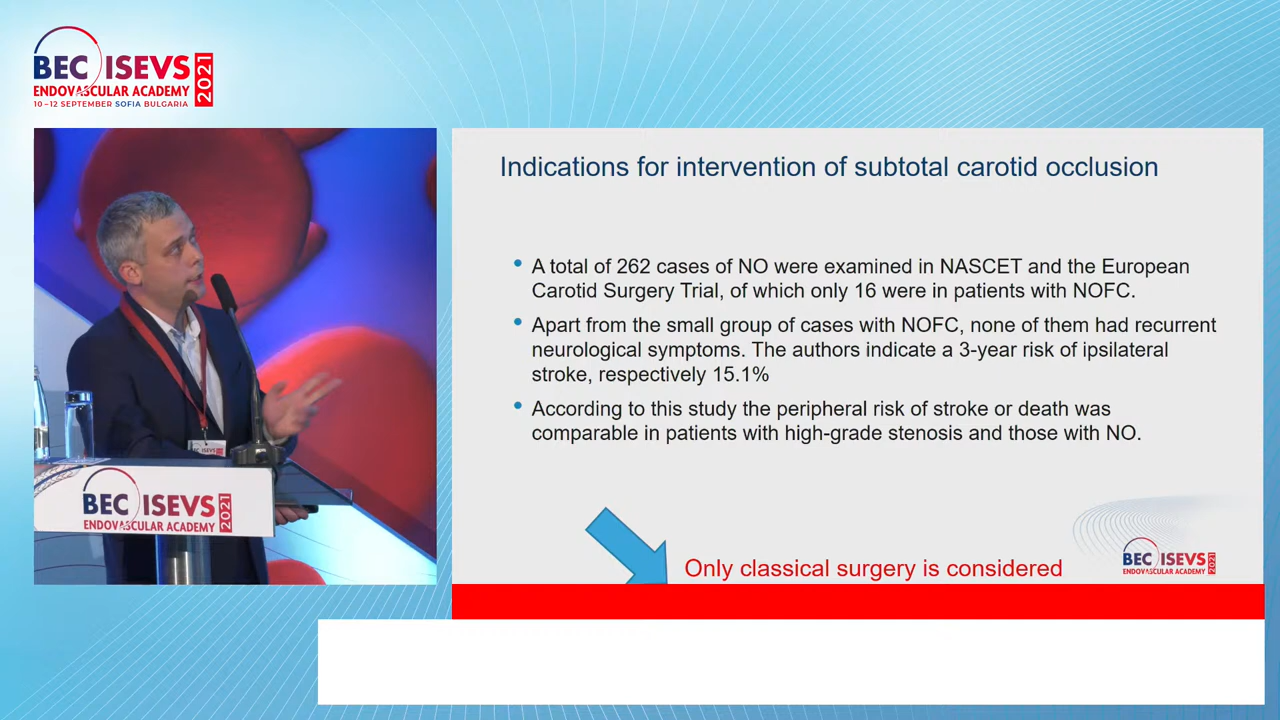 BEC ISEVS 2021
ENDOVASCULAR ACADEMY
10–12 SEPTEMBER SOFIA BULGARIA
Indications for intervention of subtotal carotid occlusion
• A total of 262 cases of NO were examined in NASCET and the European
Carotid Surgery Trial, of which only 16 were in patients with NOFC.
• Apart from the small group of cases with NOFC, none of them had recurrent
neurological symptoms. The authors indicate a 3-year risk of ipsilateral
stroke, respectively 15.1%
• According to this study the peripheral risk of stroke or death was
comparable in patients with high-grade stenosis and those with NO.
Only classical surgery is considered
BEC ISEVS 2021
ENDOVASCULAR ACADEMY
BEC ISEVS 2021
ENDOVASCULAR ACADEMY